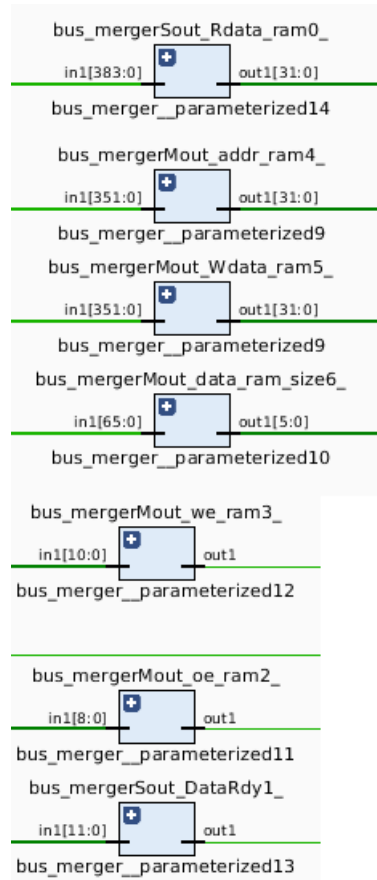 bus_mergerSout_Rdata_ram0_
in1[383:0] out1[31:0]
bus_merger__parameterized14
bus_mergerMout_addr_ram4_
in1[351:0] out1[31:0]
bus_merger__parameterized9
bus_mergerMout_Wdata_ram5_
in1[351:0] out1[31:0]
bus_merger__parameterized9
bus_mergerMout_data_ram_size6_
in1[65:0] out1[5:0]
bus_merger__parameterized10
bus_mergerMout_we_ram3_
in1[10:0] out1
bus_merger__parameterized12
bus_mergerMout_oe_ram2_
in1[8:0] out1
bus_merger__parameterized11
bus_mergerSout_DataRdy1_
in1[11:0] out1
bus_merger__parameterized13